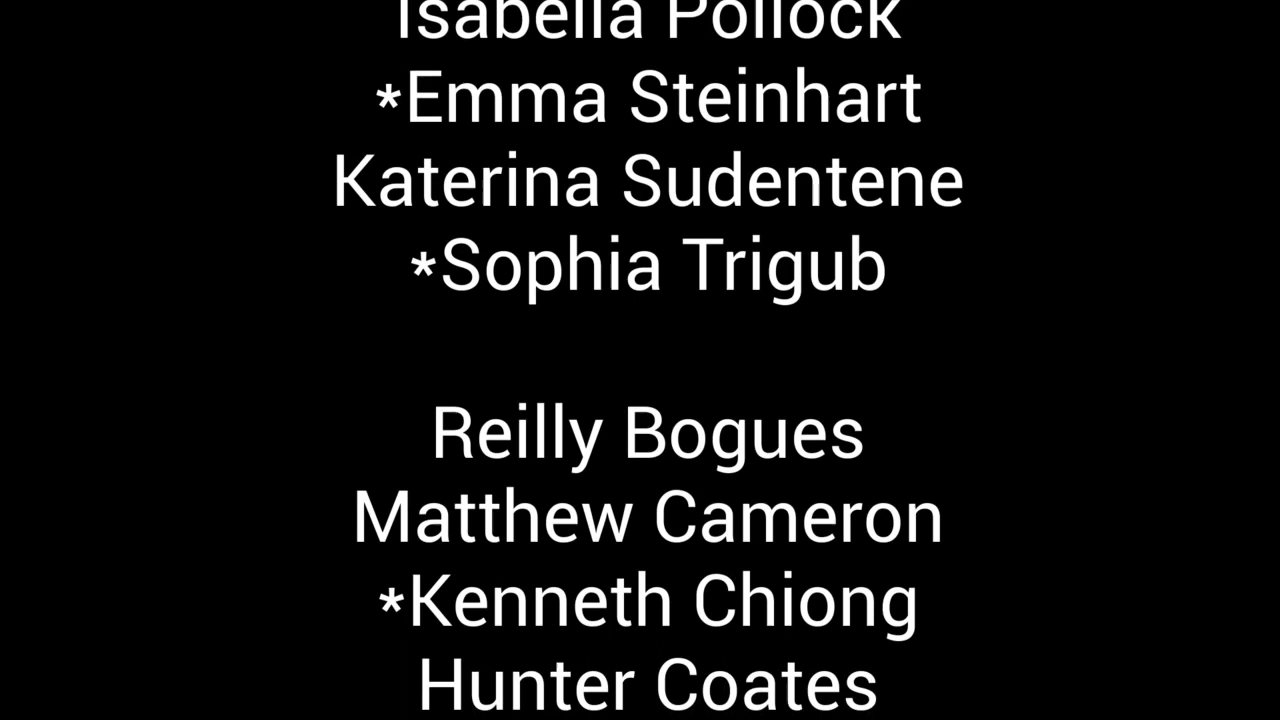 Isabella Pollock
*Emma Steinhart
Katerina Sudentene
*Sophia Trigub
Reilly Bogues
Matthew Cameron
*Kenneth Chiong
Hunter Coates